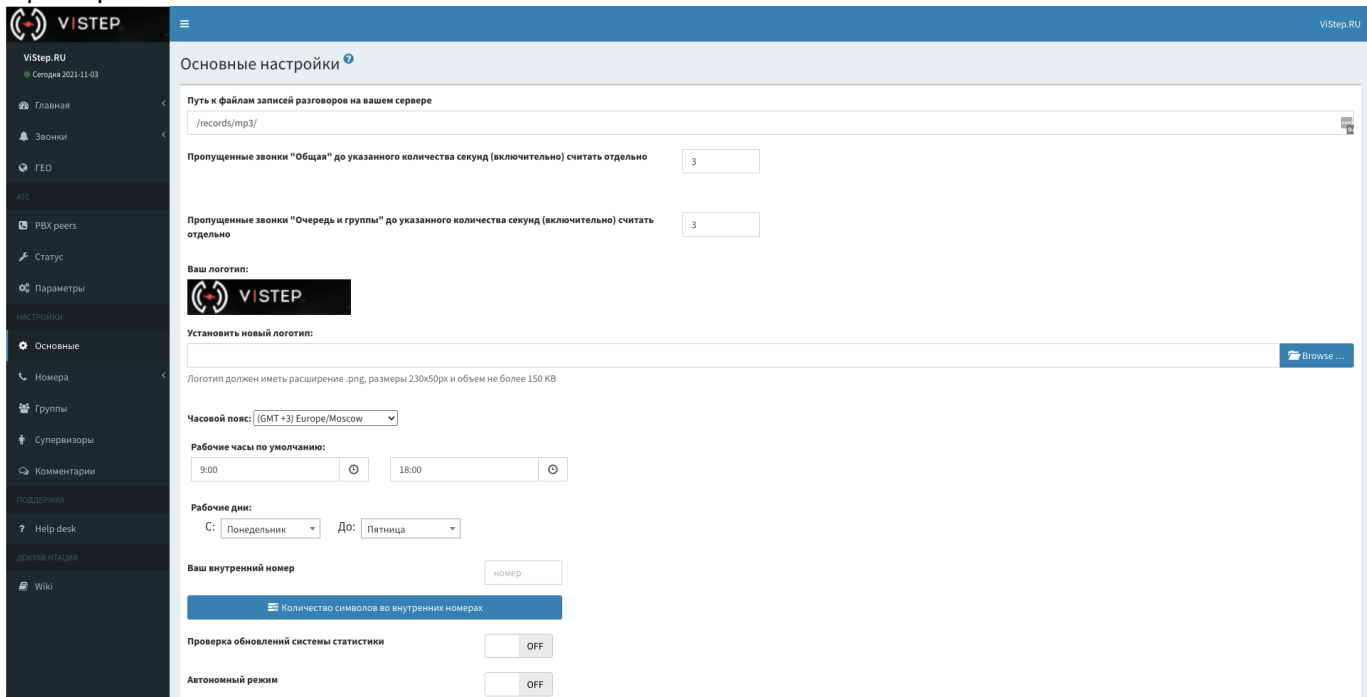 VISTEP
ViStep.RU
ViStep.RU
Сегодня 2021-11-03
Главная
Звонки
ГЕО
АТС
PBX peers
Статус
Параметры
НАСТРОЙКИ
Основные
Номера
Группы
Супервизоры
Комментарии
ПОДДЕРЖКА
Help desk
ДОКУМЕНТАЦИЯ
Wiki
Основные настройки
Путь к файлам записей разговоров на вашем сервере
/records/mp3/
Пропущенные звонки "Общая" до указанного количества секунд (включительно) считать отдельно
3
Пропущенные звонки "Очередь и группы" до указанного количества секунд (включительно) считать
отдельно
3
Ваш логотип:
VISTEP
Установить новый логотип:
Browse ...
Логотип должен иметь расширение .png, размеры 230x50px и объем не более 150 KB
Часовой пояс: (GMT +3) Europe/Moscow
Рабочие часы по умолчанию:
9:00 18:00
Рабочие дни:
С: Понедельник До: Пятница
Ваш внутренний номер номер
Количество символов во внутренних номерах
Проверка обновлений системы статистики OFF
Автономный режим OFF